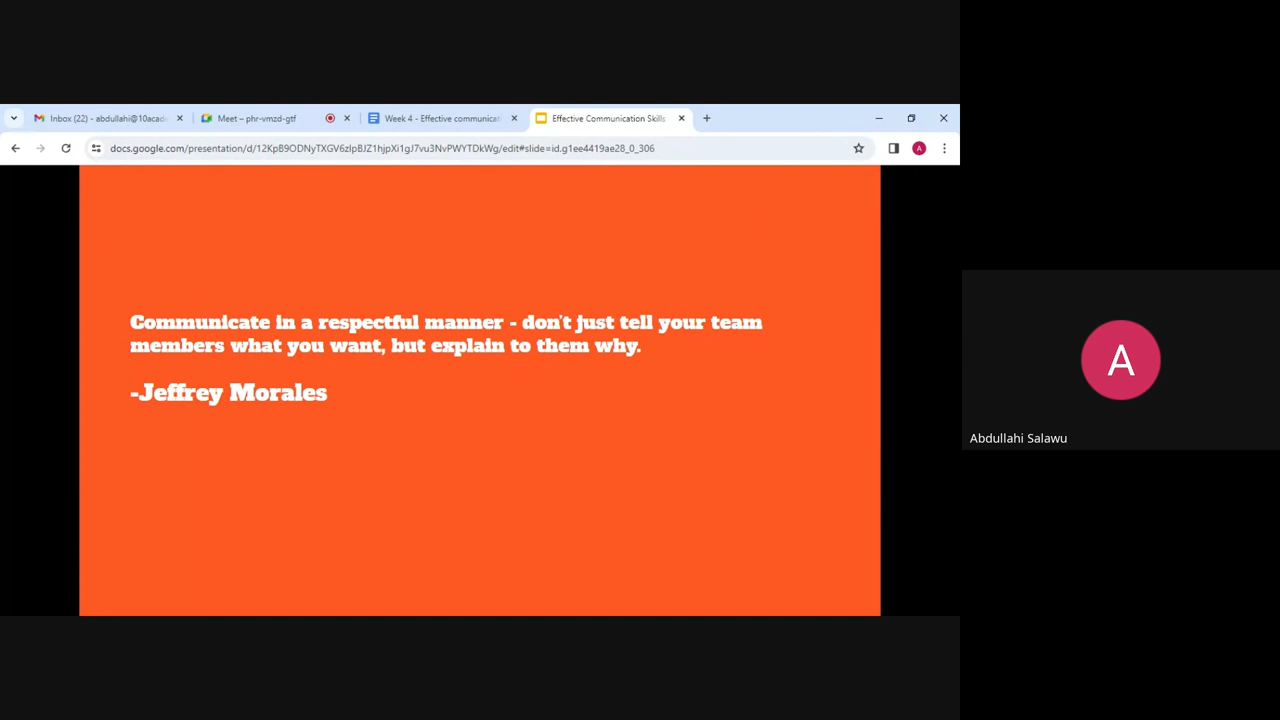 Inbox (22) - abdullahi@10acad
Meet – phr-vmzd-gtf
Week 4 - Effective communicat
Effective Communication Skills
docs.google.com/presentation/d/12KpB9ODNyTXGV6zIpBJZ1hjpXi1gJ7vu3NvPWYTDkWg/edit#slide=id.g1ee4419ae28_0_306
A
Communicate in a respectful manner - don't just tell your team
members what you want, but explain to them why.
-Jeffrey Morales
A
Abdullahi Salawu